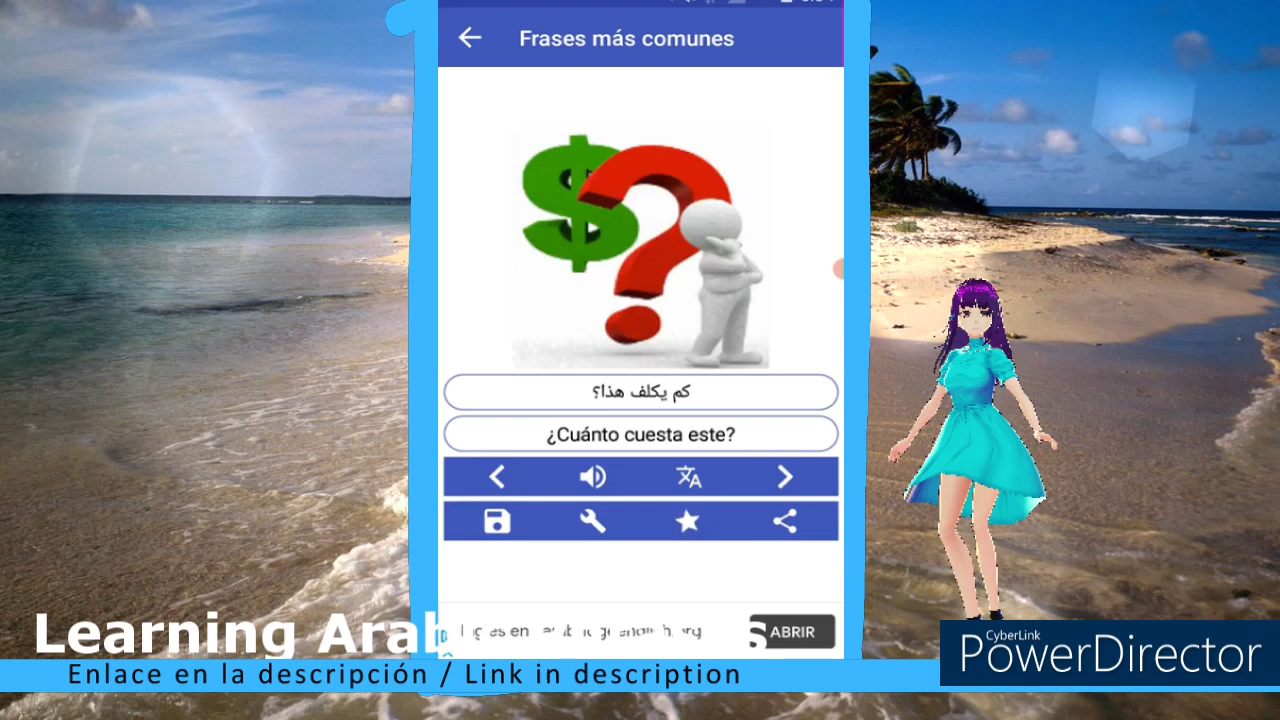 Frases más comunes
كم يكلف هذا؟
¿Cuánto cuesta este?
ABRIR
Learning Arab
Enlace en la descripción / Link in description
CyberLink
PowerDirector